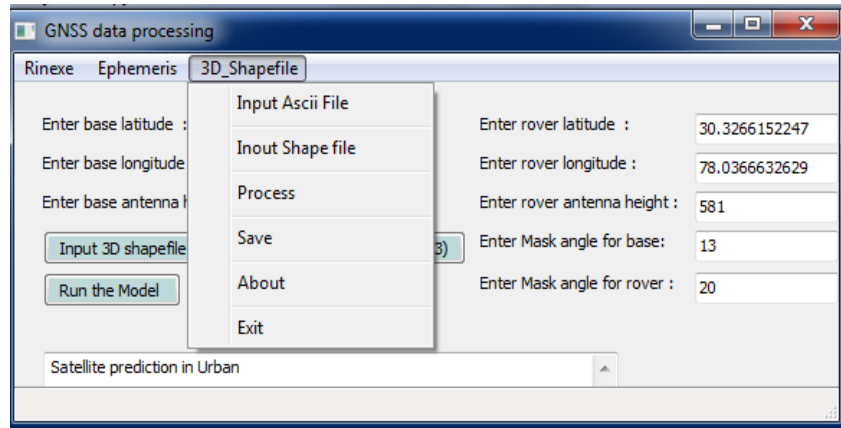 GNSS data processing
Rinexe Ephemeris 3D_Shapefile
Input Ascii File
Inout Shape file
Process
Save
About
Exit
Enter base latitude :
Enter base longitude
Enter base antenna
Input 3D shapefile
3)
Run the Model
Enter rover latitude : 30.3266152247
Enter rover longitude : 78.0366632629
Enter rover antenna height : 581
Enter Mask angle for base: 13
Enter Mask angle for rover : 20
Satellite prediction in Urban